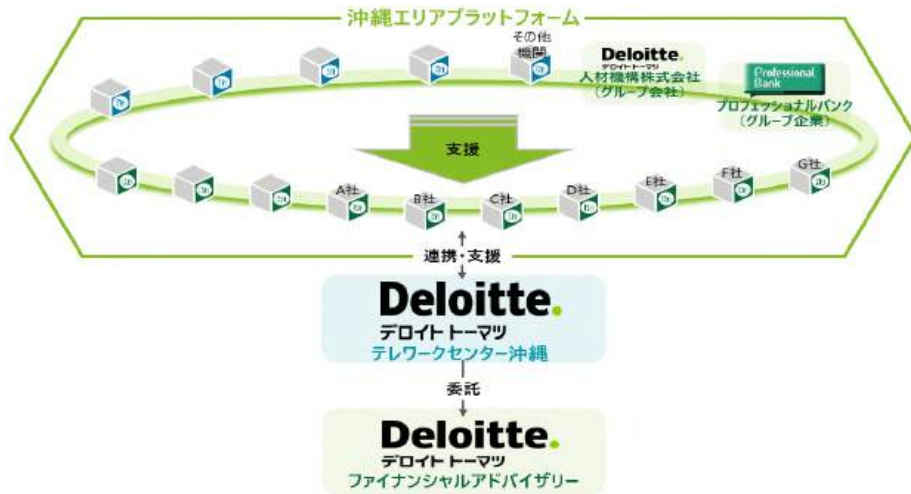 沖縄エリアプラットフォーム
その他
機関
Deloitte.
デロイト トーマツ
人材機構株式会社
（グループ会社）
Professional
Bank
プロフェッショナルバンク
（グループ企業）
支援
A社
B社
C社
D社
E社
F社
G社
連携・支援
Deloitte.
デロイト トーマツ
テレワークセンター沖縄
委託
Deloitte.
デロイト トーマツ
ファイナンシャルアドバイザリー